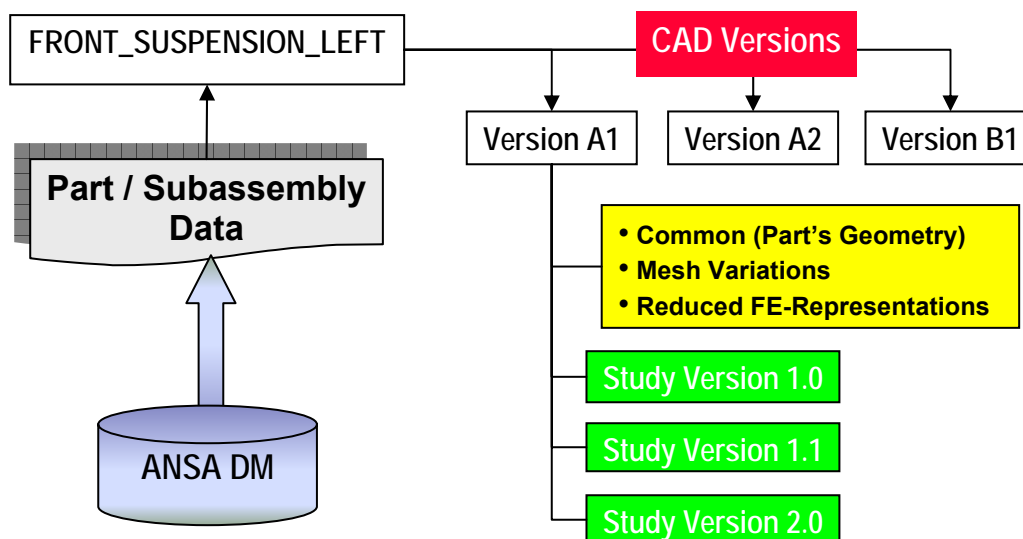 FRONT_SUSPENSION_LEFT
CAD Versions
Version A1
Version A2
Version B1
Part / Subassembly
Data
• Common (Part's Geometry)
• Mesh Variations
• Reduced FE-Representations
Study Version 1.0
Study Version 1.1
Study Version 2.0
ANSA DM